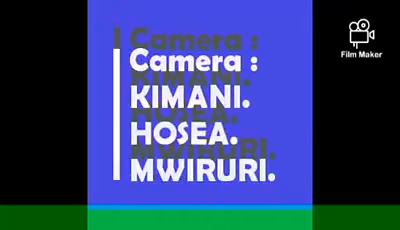 Camera :
KIMANI.
HOSEA.
MWIRURI.
Film Maker